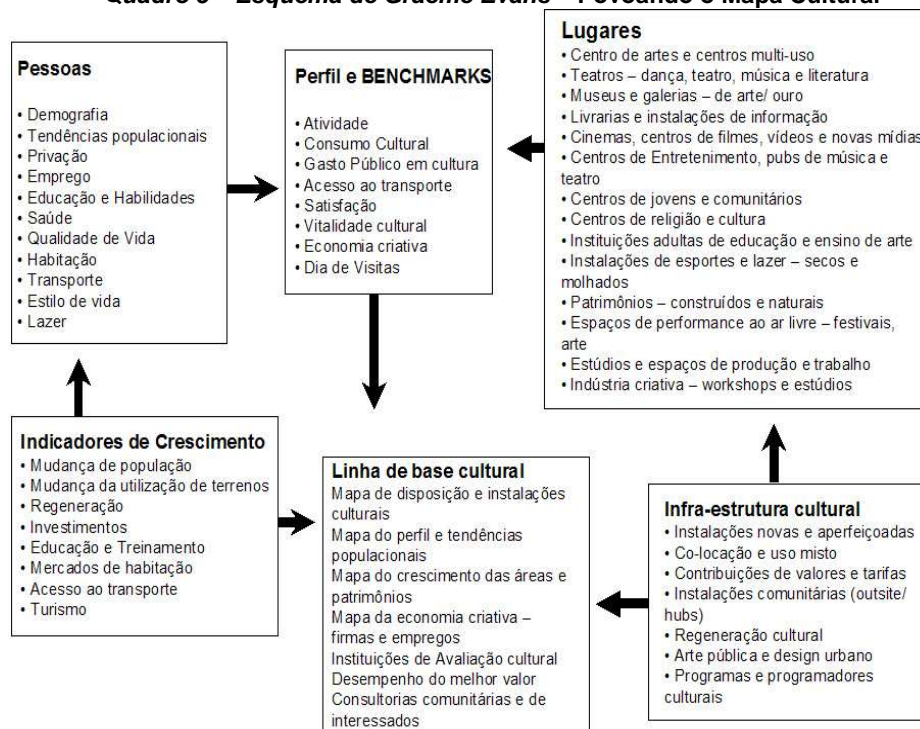 Quadro 3 – Esquema de Graeme Evans – Povoando o Mapa Cultural
Pessoas
• Demografia
• Tendências populacionais
• Privação
• Emprego
• Educação e Habilidades
• Saúde
• Qualidade de Vida
• Habitação
• Transporte
• Estilo de vida
• Lazer
Perfil e BENCHMARKS
• Atividade
• Consumo Cultural
• Gasto Público em cultura
• Acesso ao transporte
• Satisfação
• Vitalidade cultural
• Economia criativa
• Dia de Visitas
Lugares
• Centro de artes e centros multi-uso
• Teatros – dança, teatro, música e literatura
• Museus e galerias – de arte/ ouro
• Livrarias e instalações de informação
• Cinemas, centros de filmes, vídeos e novas mídias
• Centros de Entretenimento, pubs de música e
teatro
• Centros de jovens e comunitários
• Centros de religião e cultura
• Instituições adultas de educação e ensino de arte
• Instalações de esportes e lazer – secos e
molhados
• Patrimônios – construídos e naturais
• Espaços de performance ao ar livre – festivais,
arte
• Estúdios e espaços de produção e trabalho
• Indústria criativa – workshops e estúdios
Indicadores de Crescimento
• Mudança de população
• Mudança da utilização de terrenos
• Regeneração
• Investimentos
• Educação e Treinamento
• Mercados de habitação
• Acesso ao transporte
• Turismo
Linha de base cultural
Mapa de disposição e instalações
culturais
Mapa do perfil e tendências
populacionais
Mapa do crescimento das áreas e
patrimônios
Mapa da economia criativa –
firmas e empregos
Instituições de Avaliação cultural
Desempenho do melhor valor
Consultorias comunitárias e de
interessados
Infra-estrutura cultural
• Instalações novas e aperfeiçoadas
• Co-locação e uso misto
• Contribuições de valores e tarifas
• Instalações comunitárias (outsite/
hubs)
• Regeneração cultural
• Arte pública e design urbano
• Programas e programadores
culturais